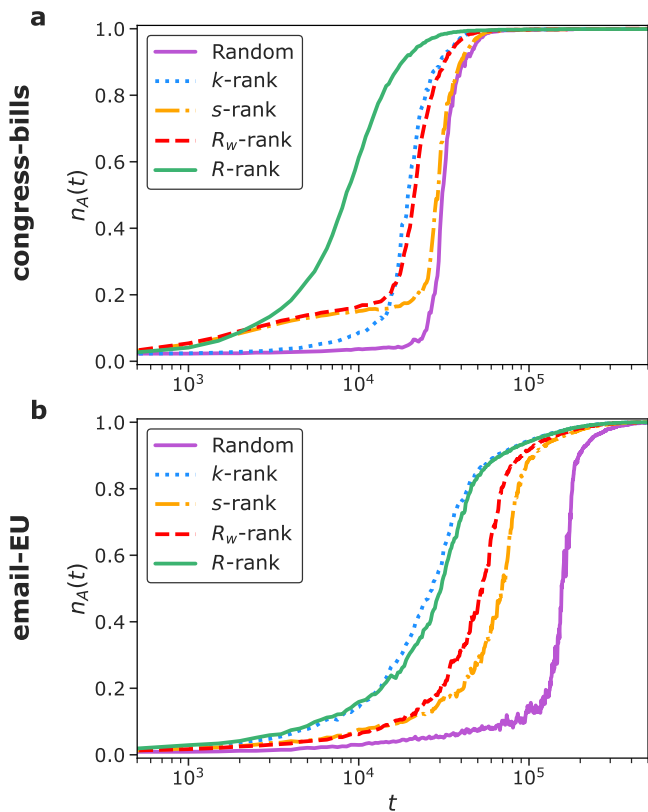 a
congress-bills
n_A(t)
1.0
0.8
0.6
0.4
0.2
0.0
Random
k-rank
s-rank
R_w-rank
R-rank
10^3
10^4
10^5
b
email-EU
n_A(t)
1.0
0.8
0.6
0.4
0.2
0.0
Random
k-rank
s-rank
R_w-rank
R-rank
10^3
10^4
10^5
t